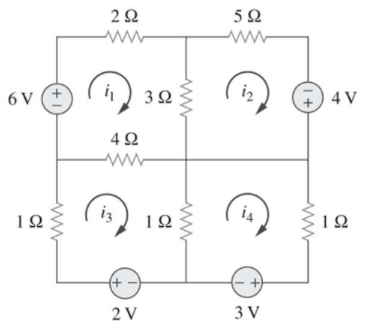 2 Ω 5 Ω
+
−
6 V i1 3 Ω i2 −
+ 4 V
4 Ω
1 Ω i3 1 Ω i4 1 Ω
+ − − +
2 V 3 V